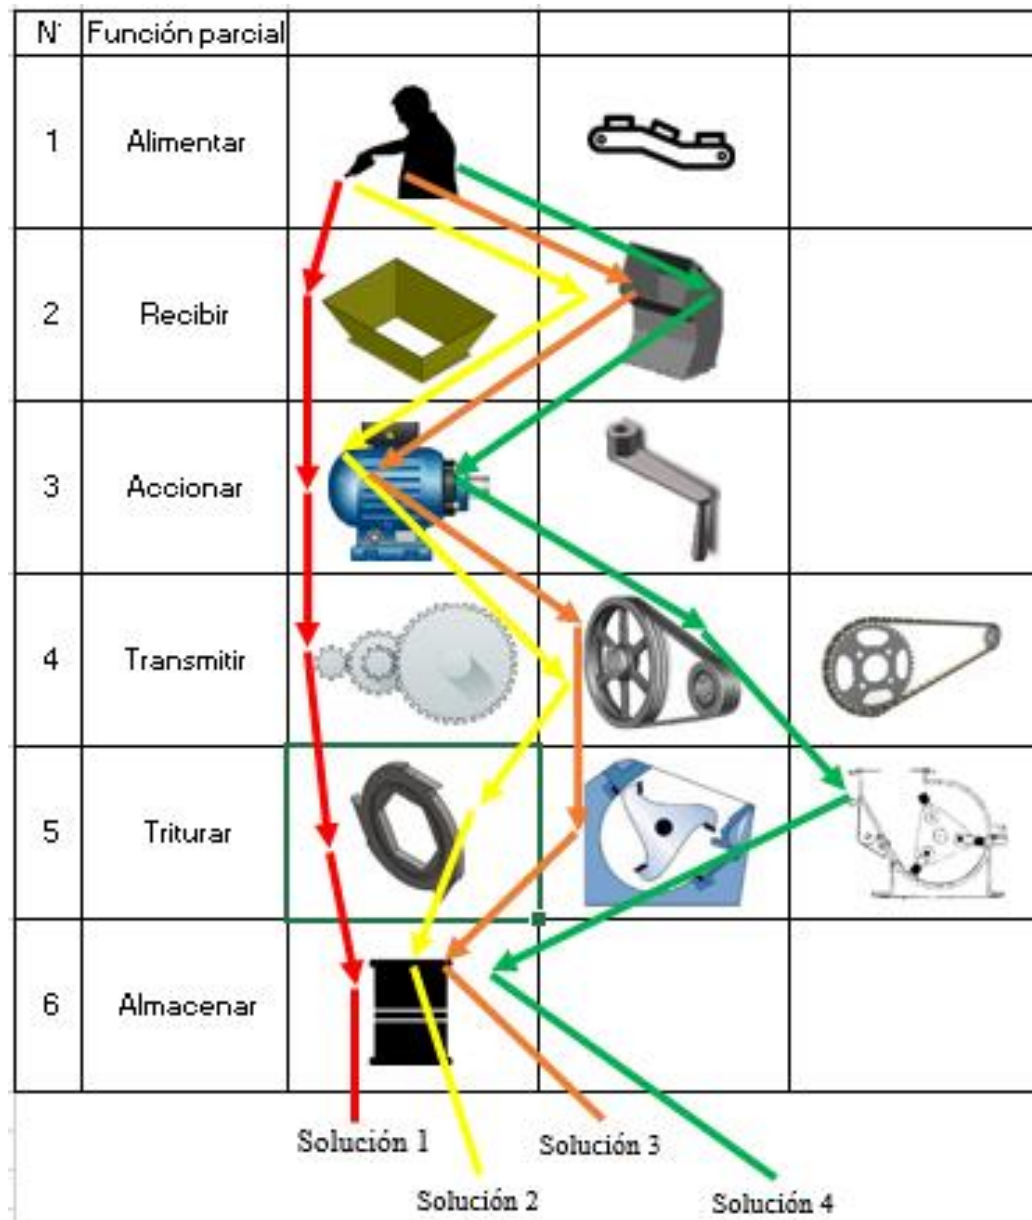 N° Función parcial
1 Alimentar
2 Recibir
3 Accionar
4 Transmitir
5 Triturar
6 Almacenar
Solución 1
Solución 3
Solución 2
Solución 4